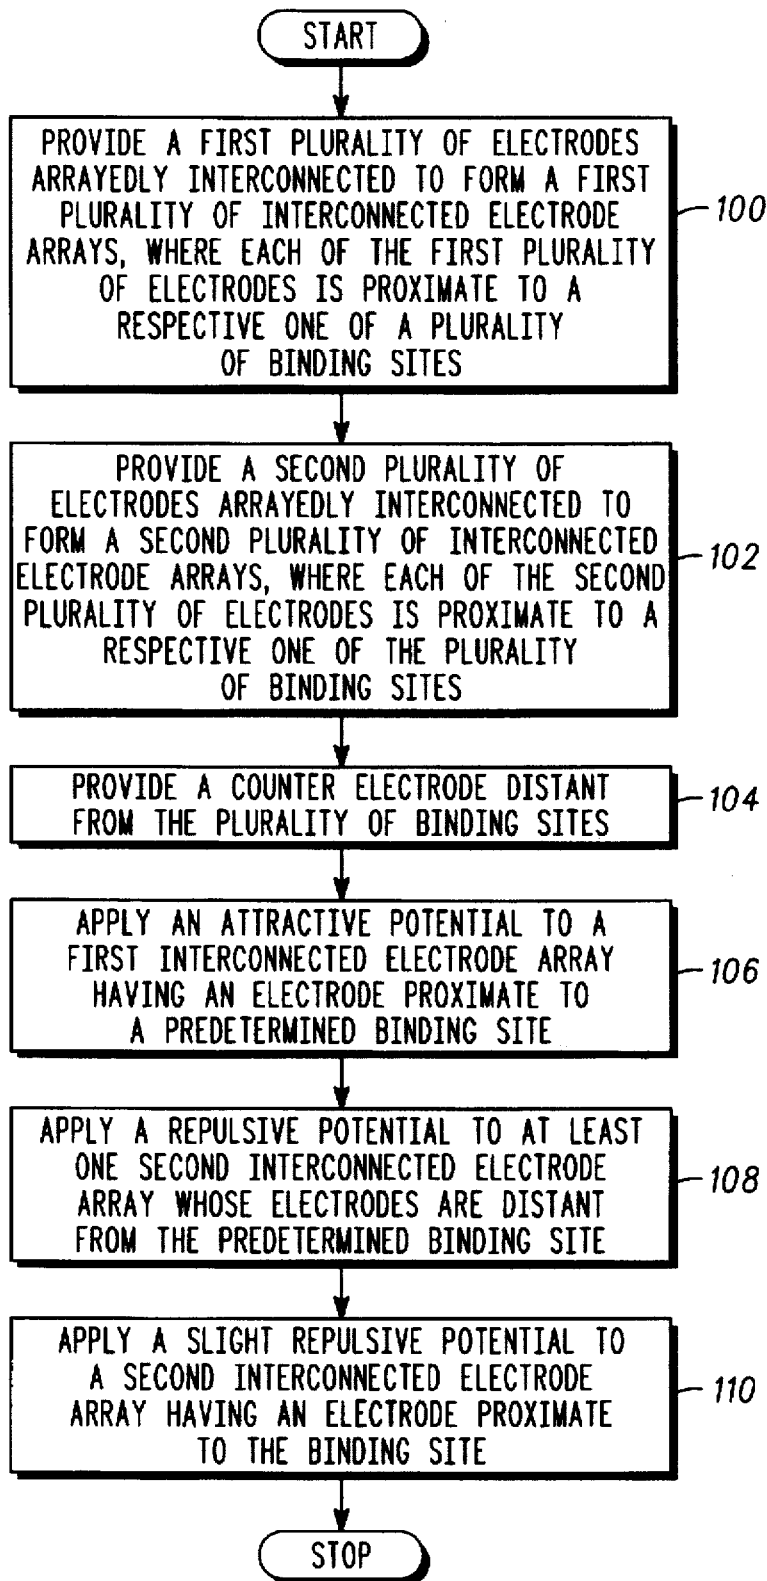 START
PROVIDE A FIRST PLURALITY OF ELECTRODES
ARRAYEDLY INTERCONNECTED TO FORM A FIRST
PLURALITY OF INTERCONNECTED ELECTRODE
ARRAYS, WHERE EACH OF THE FIRST PLURALITY
OF ELECTRODES IS PROXIMATE TO A
RESPECTIVE ONE OF A PLURALITY
OF BINDING SITES
100
PROVIDE A SECOND PLURALITY OF
ELECTRODES ARRAYEDLY INTERCONNECTED TO
FORM A SECOND PLURALITY OF INTERCONNECTED
ELECTRODE ARRAYS, WHERE EACH OF THE SECOND
PLURALITY OF ELECTRODES IS PROXIMATE TO A
RESPECTIVE ONE OF THE PLURALITY
OF BINDING SITES
102
PROVIDE A COUNTER ELECTRODE DISTANT
FROM THE PLURALITY OF BINDING SITES
104
APPLY AN ATTRACTIVE POTENTIAL TO A
FIRST INTERCONNECTED ELECTRODE ARRAY
HAVING AN ELECTRODE PROXIMATE TO
A PREDETERMINED BINDING SITE
106
APPLY A REPULSIVE POTENTIAL TO AT LEAST
ONE SECOND INTERCONNECTED ELECTRODE
ARRAY WHOSE ELECTRODES ARE DISTANT
FROM THE PREDETERMINED BINDING SITE
108
APPLY A SLIGHT REPULSIVE POTENTIAL TO
A SECOND INTERCONNECTED ELECTRODE
ARRAY HAVING AN ELECTRODE PROXIMATE
TO THE BINDING SITE
110
STOP